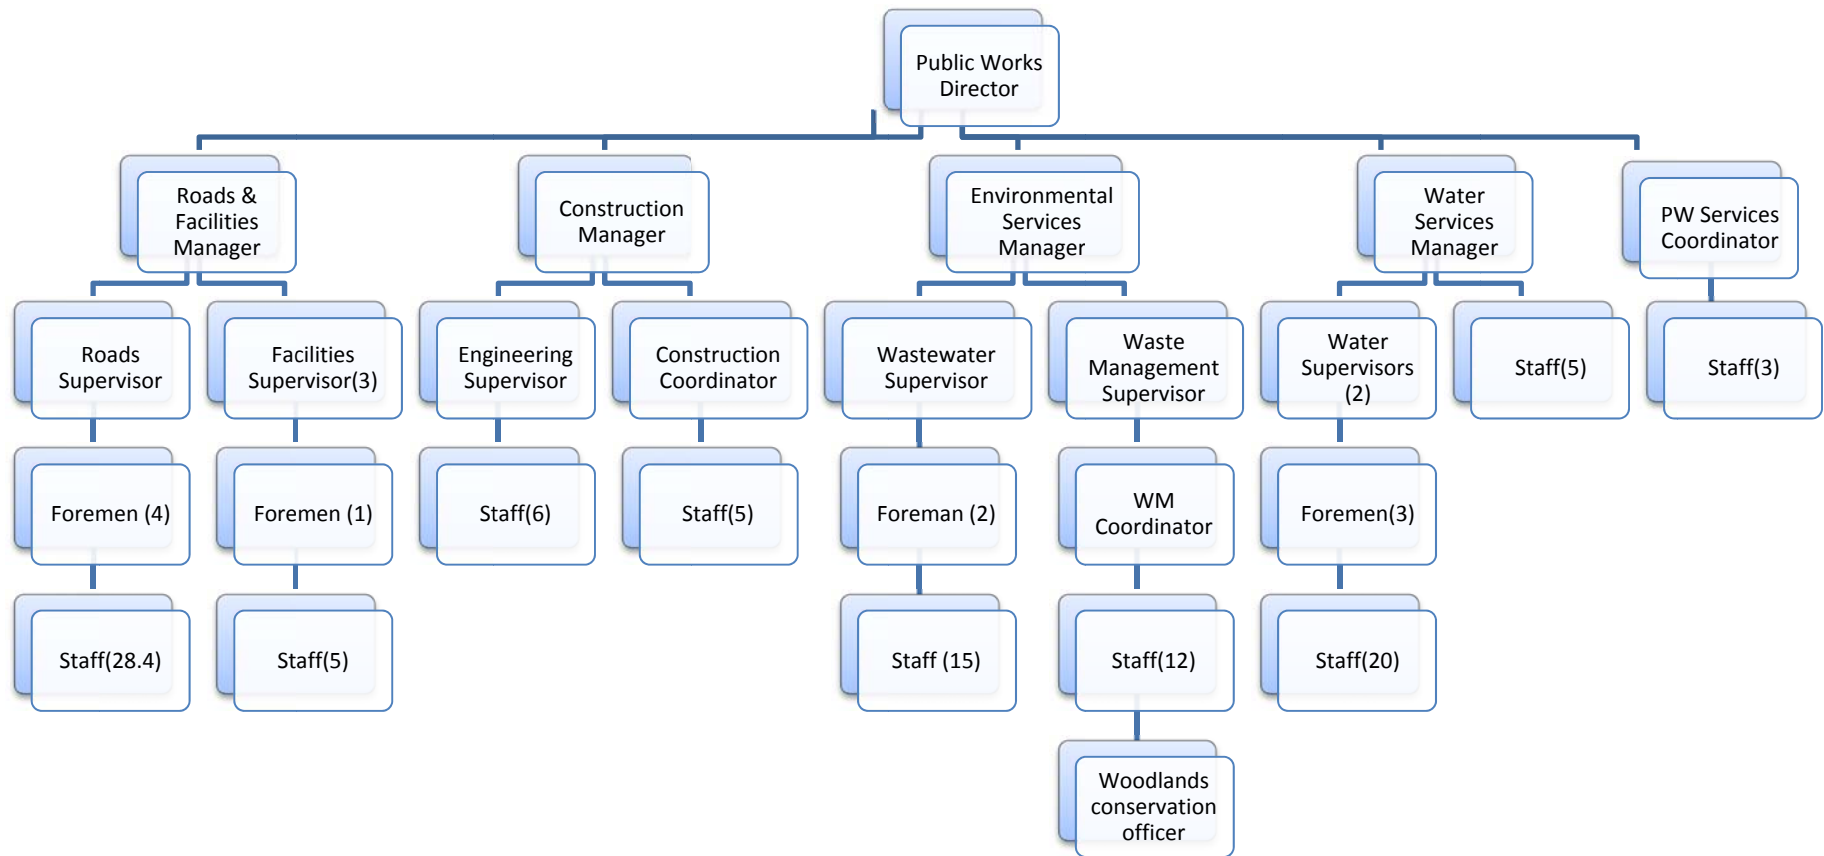 Public Works
Director
Roads &
Facilities
Manager
Construction
Manager
Environmental
Services
Manager
Water
Services
Manager
PW Services
Coordinator
Roads
Supervisor
Facilities
Supervisor(3)
Engineering
Supervisor
Construction
Coordinator
Wastewater
Supervisor
Waste
Management
Supervisor
Water
Supervisors
(2)
Staff(5)
Staff(3)
Foremen (4)
Foremen (1)
Staff(6)
Staff(5)
Foreman (2)
WM
Coordinator
Foremen(3)
Staff(28.4)
Staff(5)
Staff (15)
Staff(12)
Staff(20)
Woodlands
conservation
officer